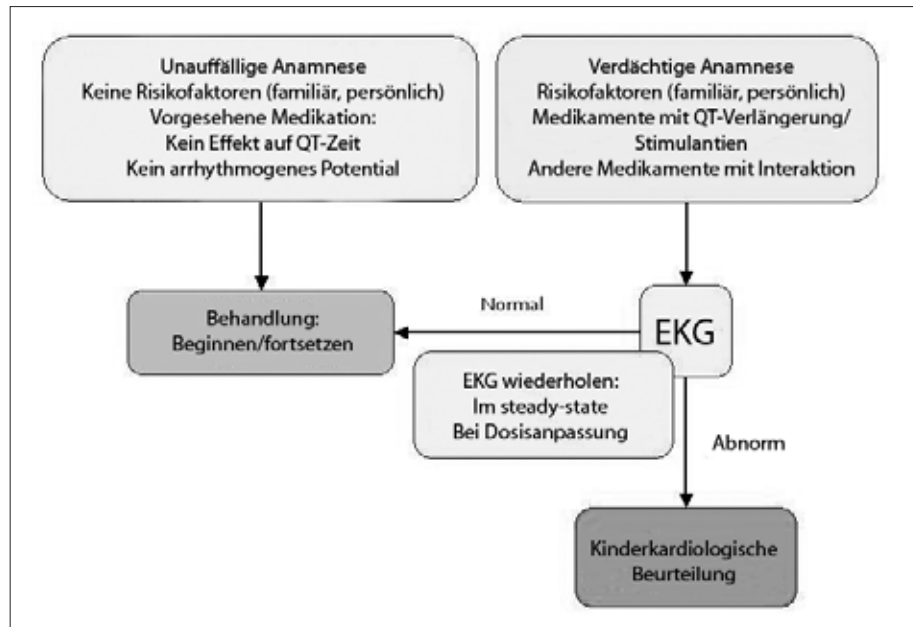 Unauffällige Anamnese
Keine Risikofaktoren (familiär, persönlich)
Vorgesehene Medikation:
Kein Effekt auf QT-Zeit
Kein arrhythmogenes Potential
Verdächtige Anamnese
Risikofaktoren (familiär, persönlich)
Medikamente mit QT-Verlängerung/
Stimulantien
Andere Medikamente mit Interaktion
Behandlung:
Beginnen/fortsetzen
Normal
EKG
EKG wiederholen:
Im steady-state
Bei Dosisanpassung
Abnorm
Kinderkardiologische
Beurteilung